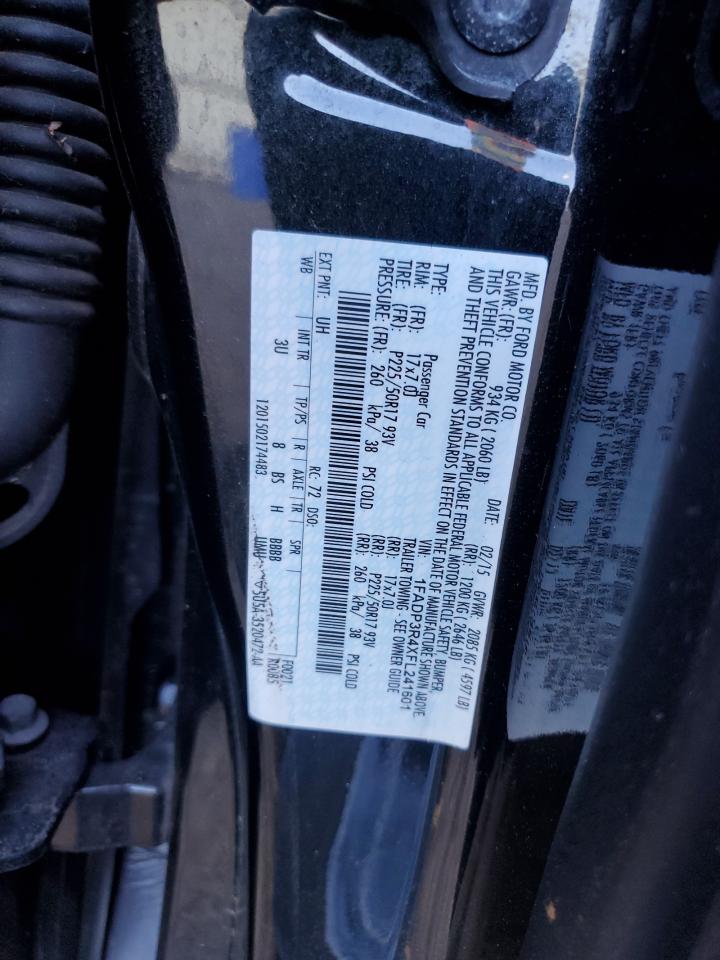 MFD. BY FORD MOTOR CO. DATE: 02/15 GVWR: 2085 KG ( 4597 LB)
GAWR: (FR): 934 KG ( 2060 LB) (RR): 1200 KG ( 2646 LB)
THIS VEHICLE CONFORMS TO ALL APPLICABLE FEDERAL MOTOR VEHICLE SAFETY BUMPER
AND THEFT PREVENTION STANDARDS IN EFFECT ON THE DATE OF MANUFACTURE SHOWN ABOVE
VIN: 1FADP3R4XFL241601
TYPE: Passenger Car TRAILER TOWING - SEE OWNER GUIDE
RIM: (FR): 17x7.0J (RR): 17x7.0J
TIRE: (FR): P225/50R17 93V (RR): P225/50R17 93V
PRESSURE: (FR): 260 kPa/ 38 PSI COLD (RR): 260 kPa/ 38 PSI COLD
EXT PNT: UH RC: 72 DSO: F0021
WB INT TR TP/PS R AXLE TR SPR R0085
3U 8 BS H BBBB
1201502174483